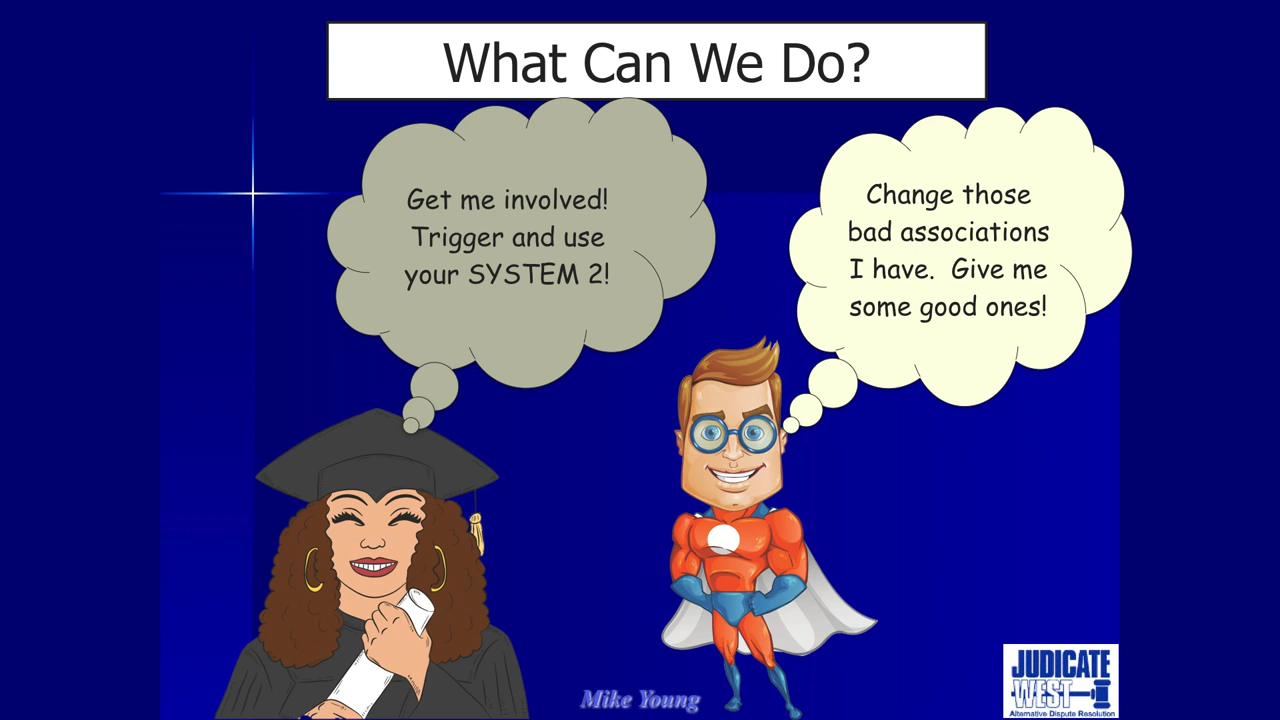 What Can We Do?
Get me involved!
Trigger and use
your SYSTEM 2!
Change those
bad associations
I have.  Give me
some good ones!
Mike Young
JUDICATE
WEST
Alternative Dispute Resolution